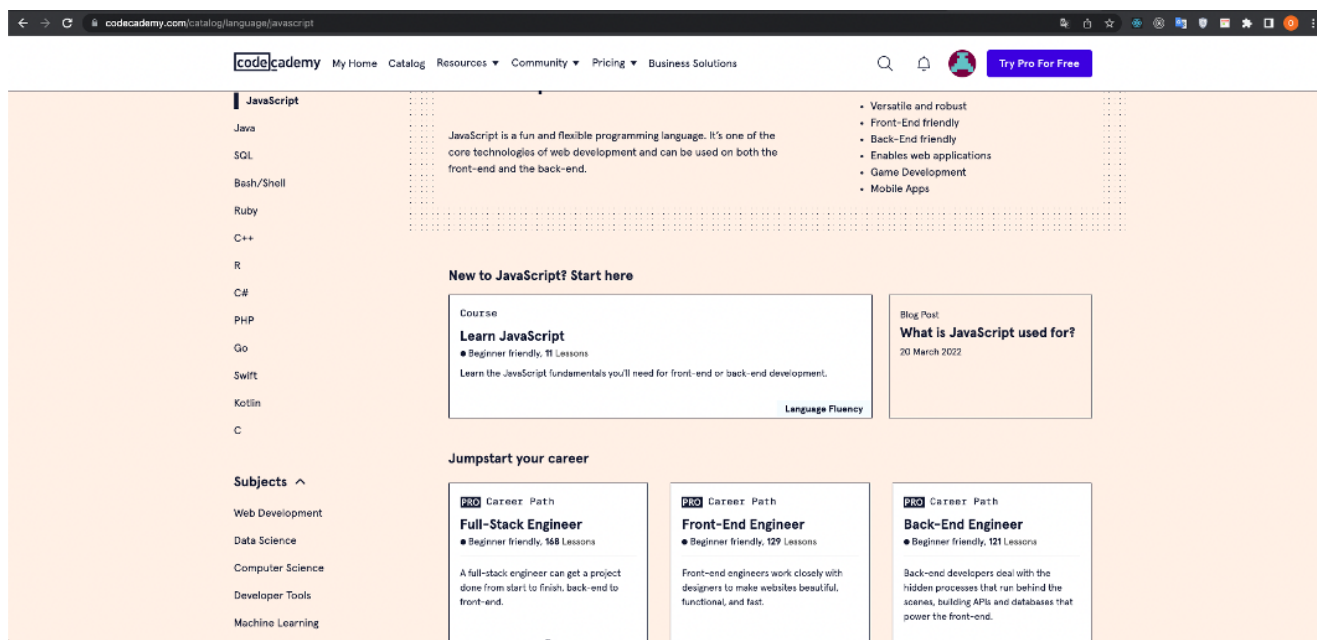 codecademy.com/catalog/language/javascript
codecademy My Home Catalog Resources Community Pricing Business Solutions Try Pro For Free
JavaScript
Java
SQL
Bash/Shell
Ruby
C++
R
C#
PHP
Go
Swift
Kotlin
C
Subjects
Web Development
Data Science
Computer Science
Developer Tools
Machine Learning
JavaScript is a fun and flexible programming language. It's one of the
core technologies of web development and can be used on both the
front-end and the back-end.
• Versatile and robust
• Front-End friendly
• Back-End friendly
• Enables web applications
• Game Development
• Mobile Apps
New to JavaScript? Start here
Course
Learn JavaScript
Beginner friendly, 11 Lessons
Learn the JavaScript fundamentals you'll need for front-end or back-end development.
Language Fluency
Blog Post
What is JavaScript used for?
20 March 2022
Jumpstart your career
PRO Career Path
Full-Stack Engineer
Beginner friendly, 168 Lessons
A full-stack engineer can get a project
done from start to finish, back-end to
front-end.
PRO Career Path
Front-End Engineer
Beginner friendly, 129 Lessons
Front-end engineers work closely with
designers to make websites beautiful,
functional, and fast.
PRO Career Path
Back-End Engineer
Beginner friendly, 121 Lessons
Back-end developers deal with the
hidden processes that run behind the
scenes, building APIs and databases that
power the front-end.